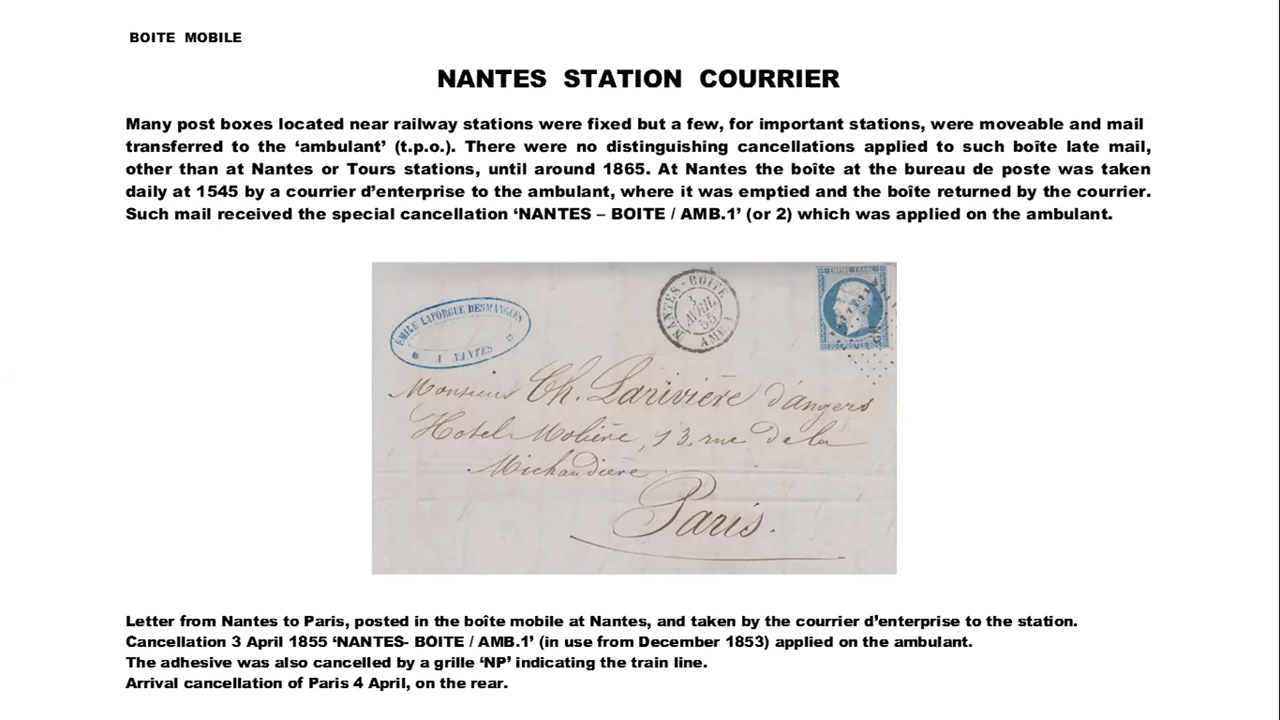 BOITE MOBILE
NANTES STATION COURRIER
Many post boxes located near railway stations were fixed but a few, for important stations, were moveable and mail
transferred to the ‘ambulant’ (t.p.o.). There were no distinguishing cancellations applied to such boîte late mail,
other than at Nantes or Tours stations, until around 1865. At Nantes the boîte at the bureau de poste was taken
daily at 1545 by a courrier d’enterprise to the ambulant, where it was emptied and the boîte returned by the courrier.
Such mail received the special cancellation ‘NANTES – BOITE / AMB.1’ (or 2) which was applied on the ambulant.
EMILE LAFORGUE DESMANGLES
A NANTES
NANTES-BOITE
3
AVRIL
55
AMB 1
EMPIRE FRANC
Monsieur Ch. Larivière d'angers
Hotel Molière, 13, rue de la
Michaudière
Paris.
Letter from Nantes to Paris, posted in the boîte mobile at Nantes, and taken by the courrier d’enterprise to the station.
Cancellation 3 April 1855 ‘NANTES- BOITE / AMB.1’ (in use from December 1853) applied on the ambulant.
The adhesive was also cancelled by a grille ‘NP’ indicating the train line.
Arrival cancellation of Paris 4 April, on the rear.